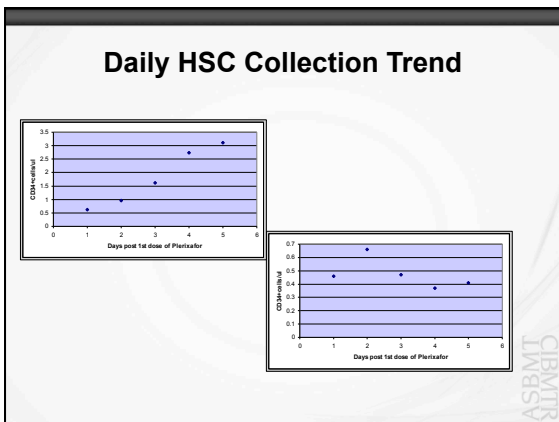 Daily HSC Collection Trend
3.5
3
2.5
2
1.5
1
0.5
0
0 1 2 3 4 5 6
CD34+cells/ul
Days post 1st dose of Plerixafor
0.7
0.6
0.5
0.4
0.3
0.2
0.1
0
0 1 2 3 4 5 6
CD34+cells/ul
Days post 1st dose of Plerixafor
ASBMT
CIBMTR